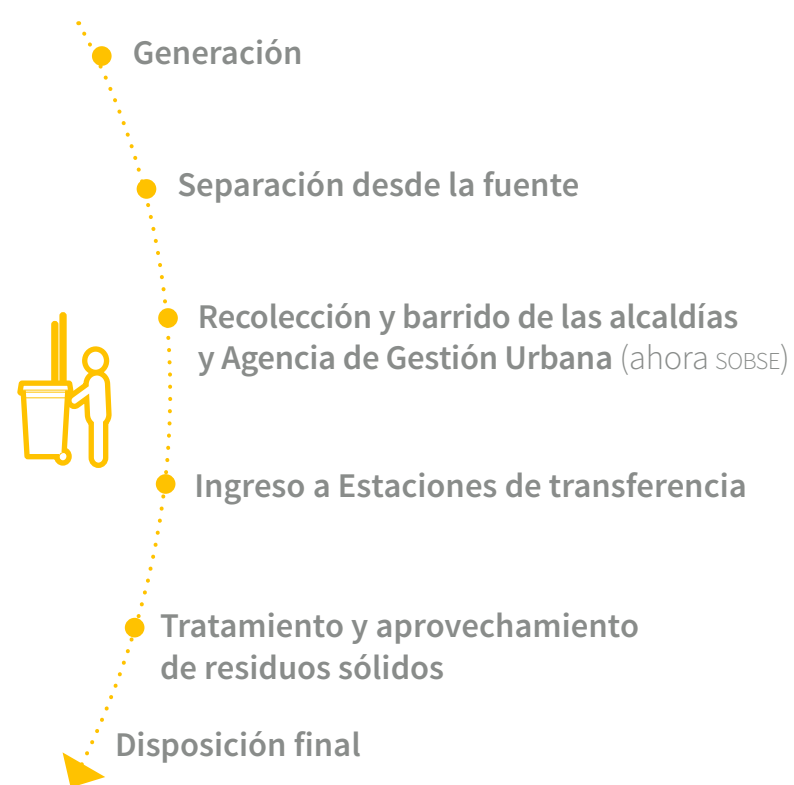 Generación
Separación desde la fuente
Recolección y barrido de las alcaldías
y Agencia de Gestión Urbana (ahora SOBSE)
Ingreso a Estaciones de transferencia
Tratamiento y aprovechamiento
de residuos sólidos
Disposición final